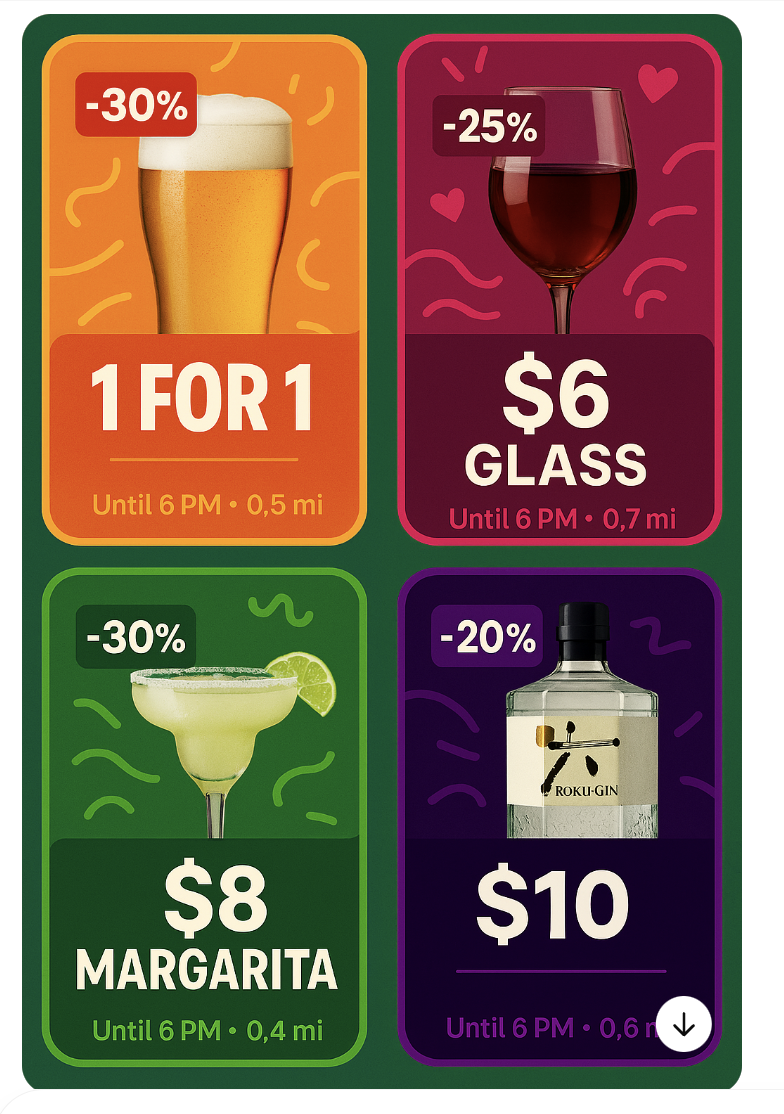 -30%
1 FOR 1
Until 6 PM • 0,5 mi
-25%
$6
GLASS
Until 6 PM • 0,7 mi
-30%
$8
MARGARITA
Until 6 PM • 0,4 mi
-20%
六
ROKU·GIN
$10
Until 6 PM • 0,6